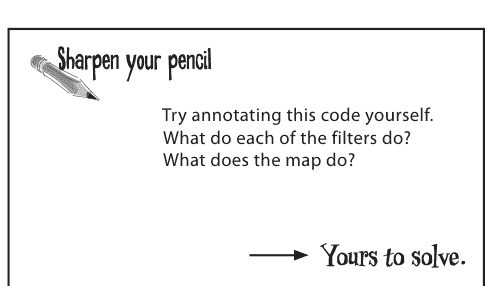 Sharpen your pencil
Try annotating this code yourself.
What do each of the filters do?
What does the map do?
Yours to solve.